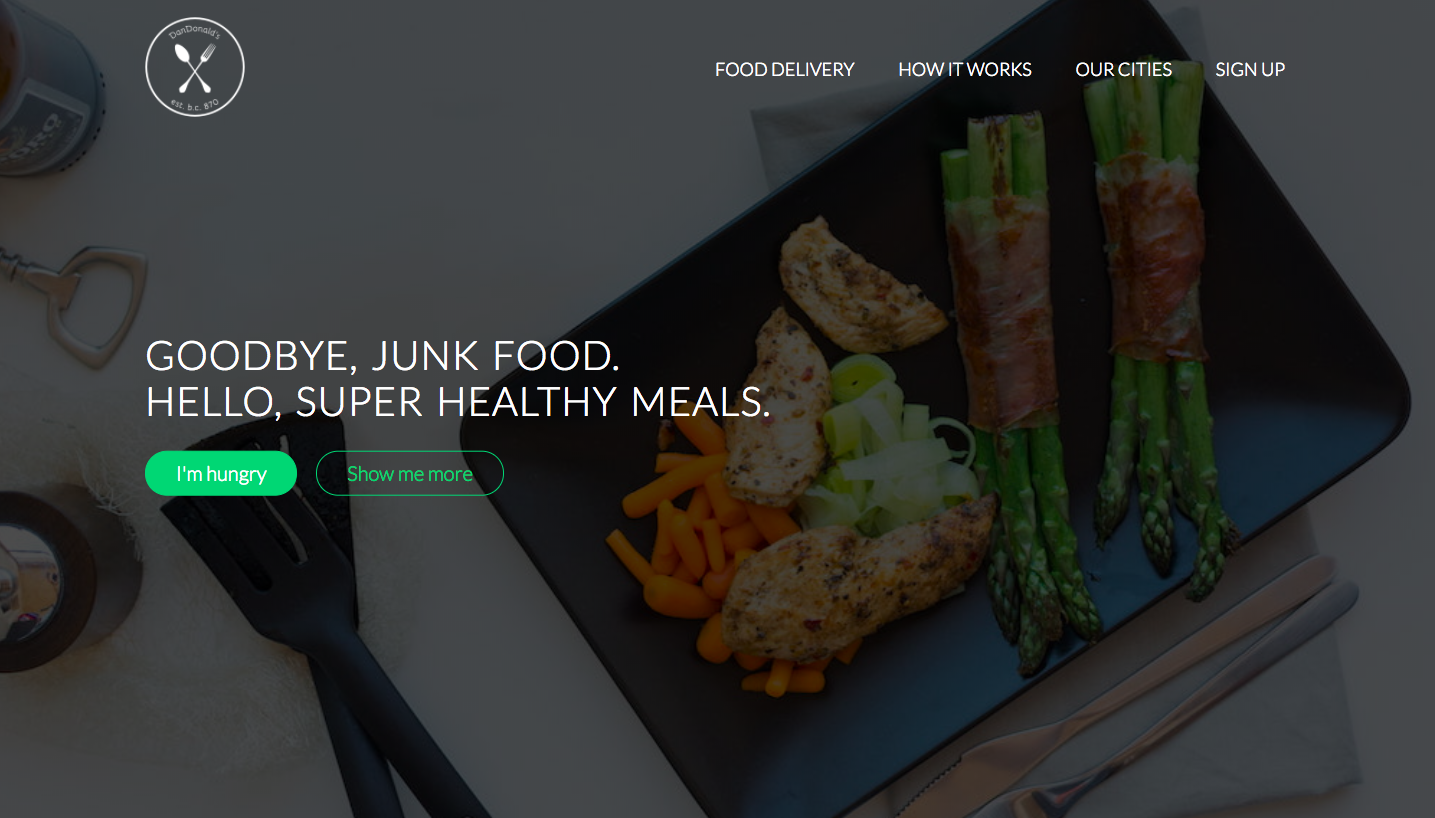 DanDonald's
est. b.c. 870
FOOD DELIVERY HOW IT WORKS OUR CITIES SIGN UP
GOODBYE, JUNK FOOD.
HELLO, SUPER HEALTHY MEALS.
I'm hungry Show me more